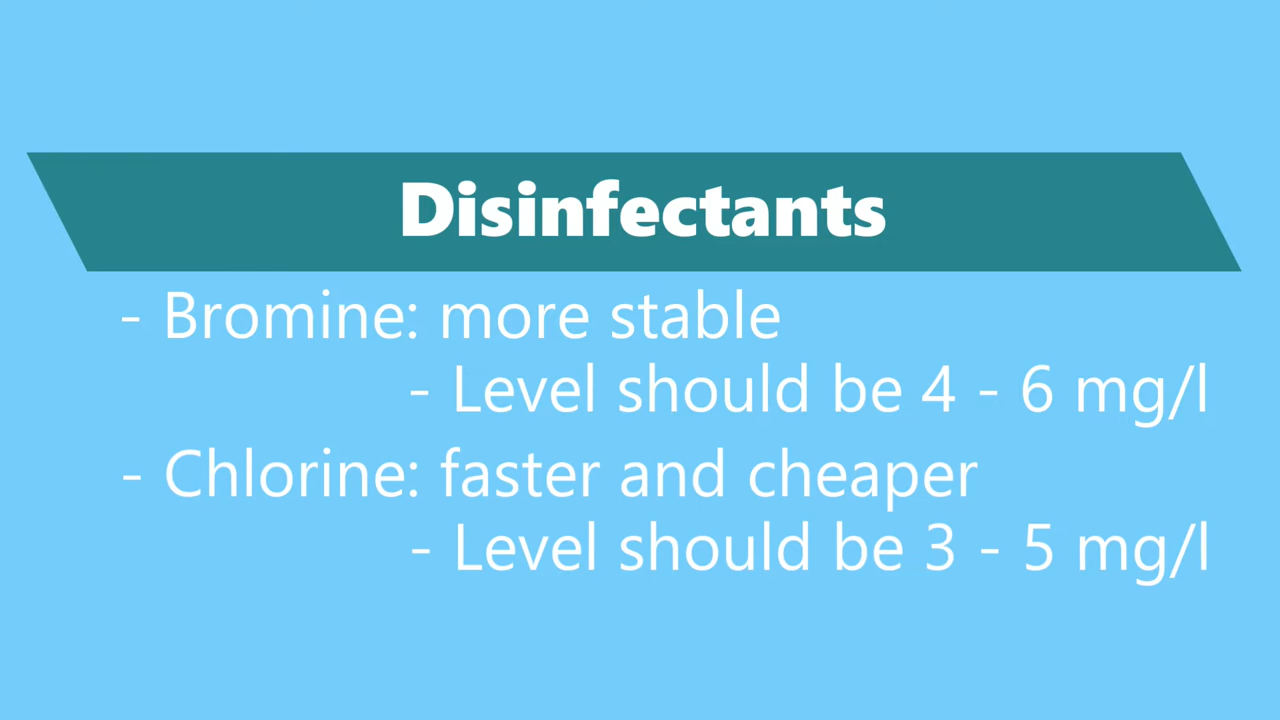 Disinfectants
- Bromine: more stable
- Level should be 4 - 6 mg/l
- Chlorine: faster and cheaper
- Level should be 3 - 5 mg/l